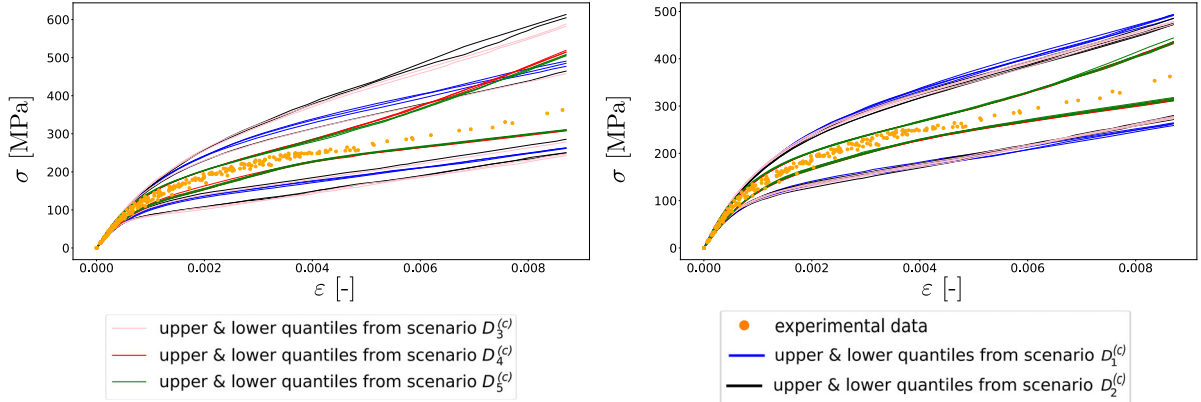 600
500
400
300
200
100
0
σ [MPa]
0.000 0.002 0.004 0.006 0.008
ε [-]
500
400
300
200
100
0
σ [MPa]
0.000 0.002 0.004 0.006 0.008
ε [-]
upper & lower quantiles from scenario D₃⁽ᶜ⁾
upper & lower quantiles from scenario D₄⁽ᶜ⁾
upper & lower quantiles from scenario D₅⁽ᶜ⁾
experimental data
upper & lower quantiles from scenario D₁⁽ᶜ⁾
upper & lower quantiles from scenario D₂⁽ᶜ⁾